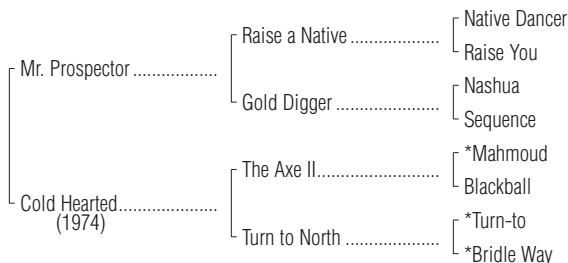 Native Dancer
Raise a Native ....................
Raise You
Mr. Prospector ...................
Nashua
Gold Digger .......................
Sequence
*Mahmoud
The Axe II...........................
Blackball
Cold Hearted......................
(1974)
*Turn-to
Turn to North .....................
*Bridle Way